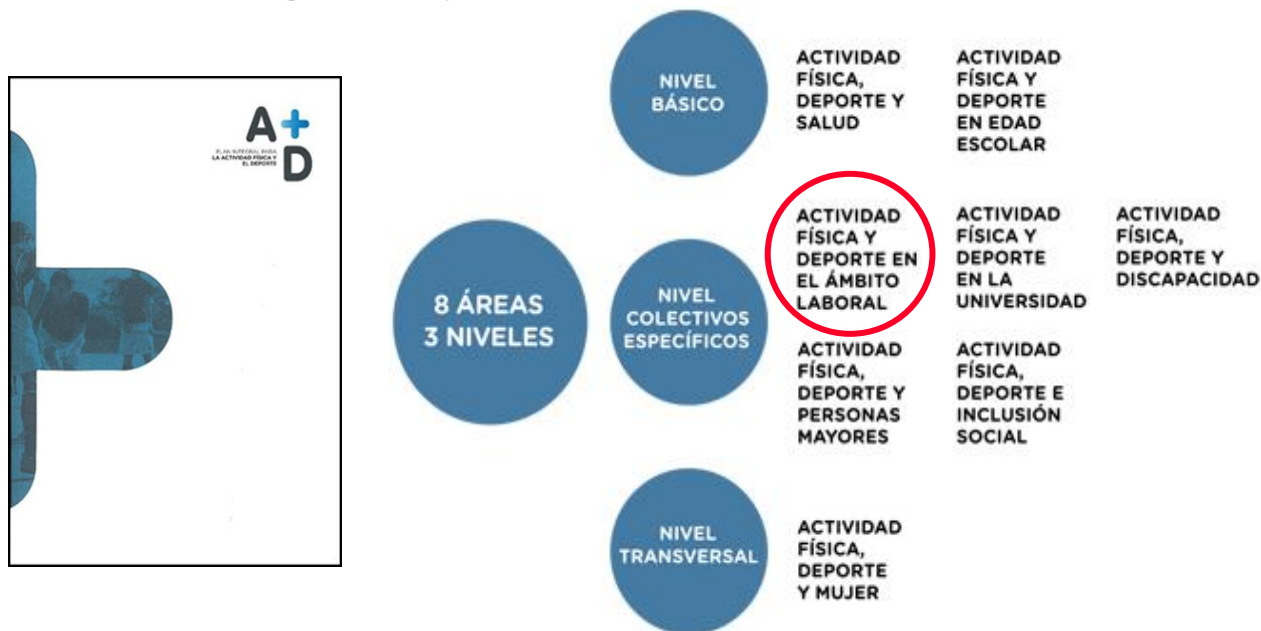 A+
D
PLAN INTEGRAL PARA
LA ACTIVIDAD FÍSICA Y
EL DEPORTE
8 ÁREAS
3 NIVELES
NIVEL
BÁSICO
ACTIVIDAD
FÍSICA,
DEPORTE Y
SALUD
ACTIVIDAD
FÍSICA Y
DEPORTE
EN EDAD
ESCOLAR
NIVEL
COLECTIVOS
ESPECÍFICOS
ACTIVIDAD
FÍSICA Y
DEPORTE EN
EL ÁMBITO
LABORAL
ACTIVIDAD
FÍSICA Y
DEPORTE
EN LA
UNIVERSIDAD
ACTIVIDAD
FÍSICA,
DEPORTE Y
DISCAPACIDAD
ACTIVIDAD
FÍSICA,
DEPORTE Y
PERSONAS
MAYORES
ACTIVIDAD
FÍSICA,
DEPORTE E
INCLUSIÓN
SOCIAL
NIVEL
TRANSVERSAL
ACTIVIDAD
FÍSICA,
DEPORTE
Y MUJER